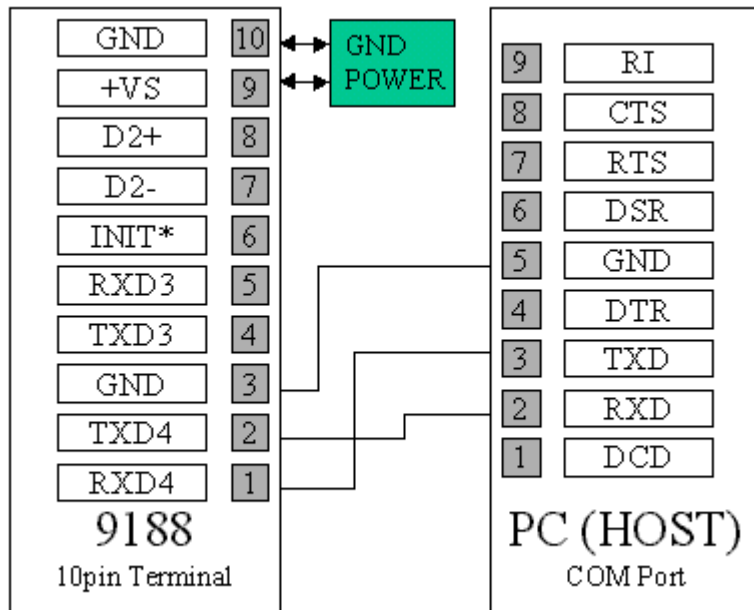 GND 10
+VS 9
D2+ 8
D2- 7
INIT* 6
RXD3 5
TXD3 4
GND 3
TXD4 2
RXD4 1
9188
10pin Terminal
GND
POWER
9 RI
8 CTS
7 RTS
6 DSR
5 GND
4 DTR
3 TXD
2 RXD
1 DCD
PC (HOST)
COM Port